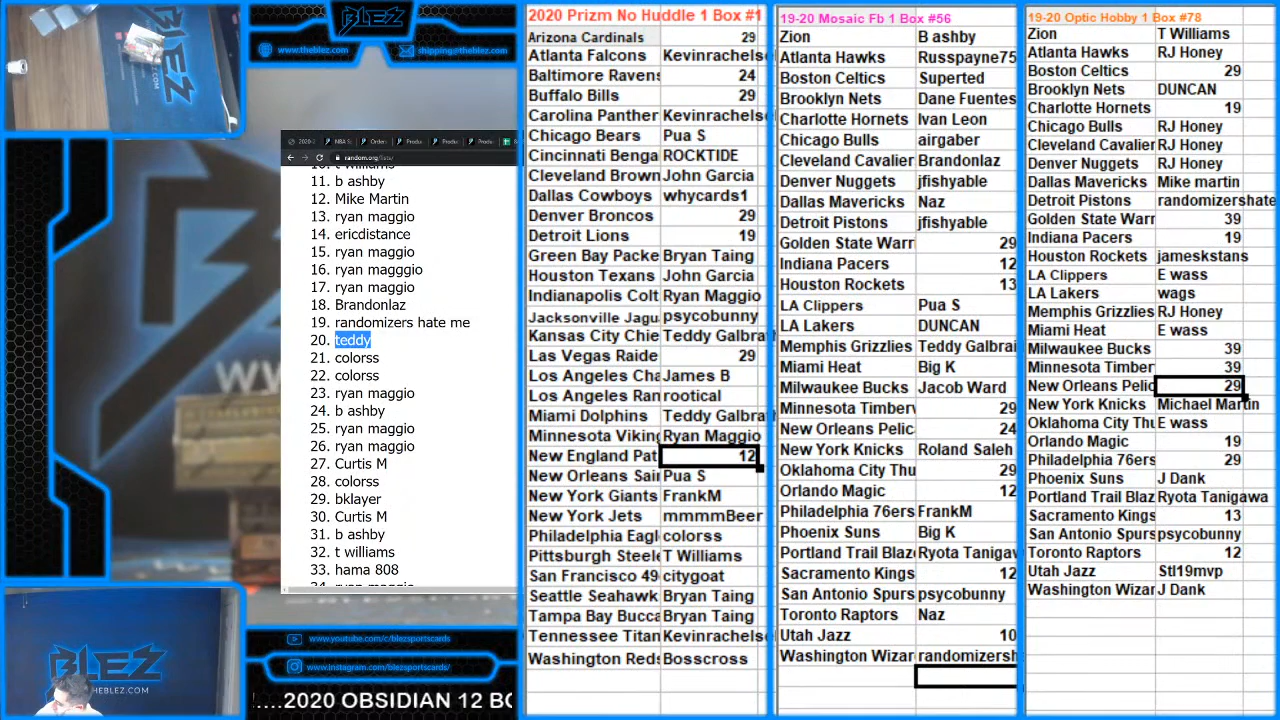 BLEZ
www.theblez.com
shipping@theblez.com
random.org/lists/
11. b ashby
12. Mike Martin
13. ryan maggio
14. ericdistance
15. ryan maggio
16. ryan magggio
17. ryan maggio
18. Brandonlaz
19. randomizers hate me
20. teddy
21. colorss
22. colorss
23. ryan maggio
24. b ashby
25. ryan maggio
26. ryan maggio
27. Curtis M
28. colorss
29. bklayer
30. Curtis M
31. b ashby
32. t williams
33. hama 808
www.youtube.com/c/blezsportscards
www.instagram.com/blezsportscards/
....2020 OBSIDIAN 12 BO
BLEZ
THEBLEZ.COM
2020 Prizm No Huddle 1 Box #1
Arizona Cardinals 29
Atlanta Falcons Kevinrachelse
Baltimore Ravens 24
Buffalo Bills 29
Carolina Panther Kevinrachelse
Chicago Bears Pua S
Cincinnati Benga ROCKTIDE
Cleveland Brown John Garcia
Dallas Cowboys whycards1
Denver Broncos 29
Detroit Lions 19
Green Bay Packe Bryan Taing
Houston Texans John Garcia
Indianapolis Colt Ryan Maggio
Jacksonville Jagu psycobunny
Kansas City Chie Teddy Galbrat
Las Vegas Raide 29
Los Angeles Cha James B
Los Angeles Ran rootical
Miami Dolphins Teddy Galbrat
Minnesota Viking Ryan Maggio
New England Pat 12
New Orleans Sai Pua S
New York Giants FrankM
New York Jets mmmmBeer
Philadelphia Eagl colorss
Pittsburgh Steele T Williams
San Francisco 49 citygoat
Seattle Seahawk Bryan Taing
Tampa Bay Bucca Bryan Taing
Tennessee Titan Kevinrachelse
Washington Reds Bosscross
19-20 Mosaic Fb 1 Box #56
Zion B ashby
Atlanta Hawks Russpayne75
Boston Celtics Superted
Brooklyn Nets Dane Fuentes
Charlotte Hornets Ivan Leon
Chicago Bulls airgaber
Cleveland Cavalier Brandonlaz
Denver Nuggets jfishyable
Dallas Mavericks Naz
Detroit Pistons jfishyable
Golden State Warri 29
Indiana Pacers 12
Houston Rockets 13
LA Clippers Pua S
LA Lakers DUNCAN
Memphis Grizzlies Teddy Galbrai
Miami Heat Big K
Milwaukee Bucks Jacob Ward
Minnesota Timberv 29
New Orleans Pelic 24
New York Knicks Roland Saleh
Oklahoma City Thu 29
Orlando Magic 12
Philadelphia 76ers FrankM
Phoenix Suns Big K
Portland Trail Blaz Ryota Tanigaw
Sacramento Kings 12
San Antonio Spurs psycobunny
Toronto Raptors Naz
Utah Jazz 10
Washington Wizar randomizersh
19-20 Optic Hobby 1 Box #78
Zion T Williams
Atlanta Hawks RJ Honey
Boston Celtics 29
Brooklyn Nets DUNCAN
Charlotte Hornets 19
Chicago Bulls RJ Honey
Cleveland Cavalier RJ Honey
Denver Nuggets RJ Honey
Dallas Mavericks Mike martin
Detroit Pistons randomizershate
Golden State Warr 39
Indiana Pacers 19
Houston Rockets jameskstans
LA Clippers E wass
LA Lakers wags
Memphis Grizzlies RJ Honey
Miami Heat E wass
Milwaukee Bucks 39
Minnesota Timber 39
New Orleans Pelic 29
New York Knicks Michael Martin
Oklahoma City Thu E wass
Orlando Magic 19
Philadelphia 76ers 29
Phoenix Suns J Dank
Portland Trail Blaz Ryota Tanigawa
Sacramento Kings 13
San Antonio Spurs psycobunny
Toronto Raptors 12
Utah Jazz Stl19mvp
Washington Wizar J Dank